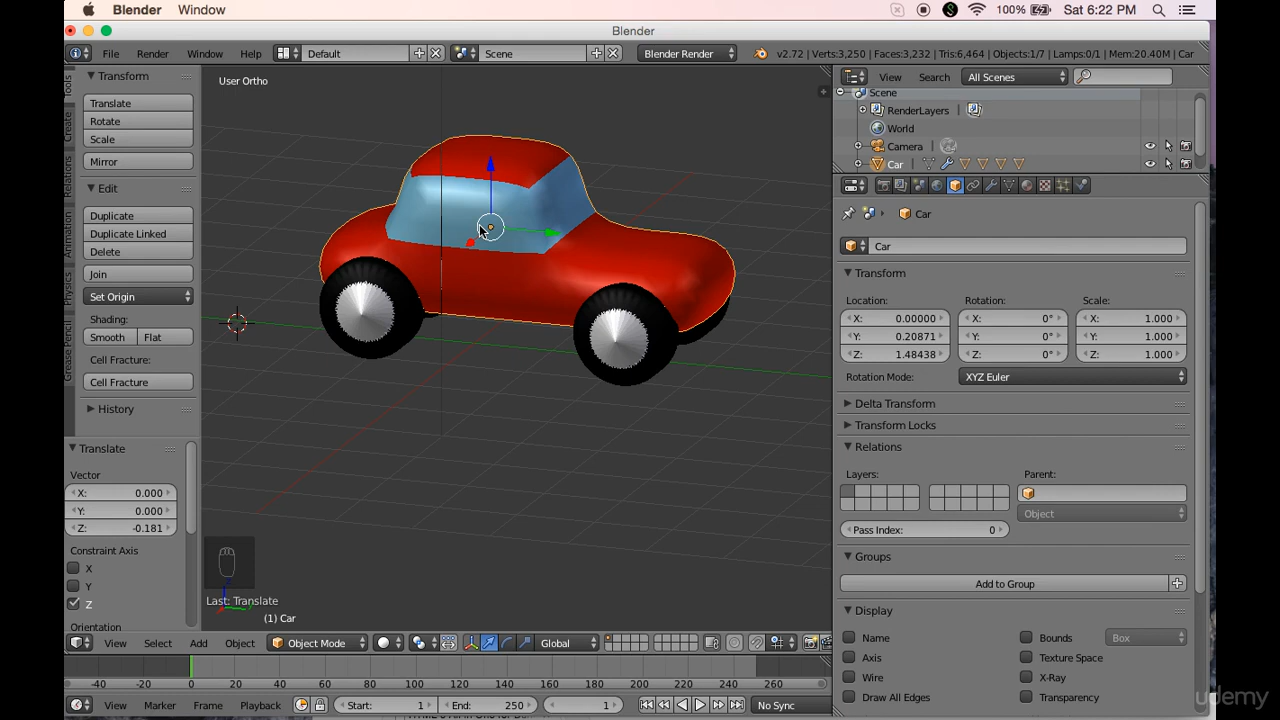 Blender Window 100% Sat 6:22 PM
Blender
File Render Window Help Default Scene Blender Render v2.72 | Verts:3,250 | Faces:3,232 | Tris:6,464 | Objects:1/7 | Lamps:0/1 | Mem:20.40M | Car
Tools
Create
Relations
Animation
Physics
Grease Pencil
Transform
Translate
Rotate
Scale
Mirror
Edit
Duplicate
Duplicate Linked
Delete
Join
Set Origin
Shading:
Smooth Flat
Cell Fracture:
Cell Fracture
History
Translate
Vector
X: 0.000
Y: 0.000
Z: -0.181
Constraint Axis
X
Y
Z
Orientation
User Ortho
Last: Translate
(1) Car
View Select Add Object Object Mode Global
-40 -20 0 20 40 60 80 100 120 140 160 180 200 220 240 260
View Marker Frame Playback Start: 1 End: 250 1 No Sync
View Search All Scenes
Scene
RenderLayers
World
Camera
Car
Car
Car
Transform
Location: Rotation: Scale:
X: 0.00000 X: 0° X: 1.000
Y: 0.20871 Y: 0° Y: 1.000
Z: 1.48438 Z: 0° Z: 1.000
Rotation Mode: XYZ Euler
Delta Transform
Transform Locks
Relations
Layers: Parent:
Object
Pass Index: 0
Groups
Add to Group
Display
Name Bounds Box
Axis Texture Space
Wire X-Ray
Draw All Edges Transparency
udemy